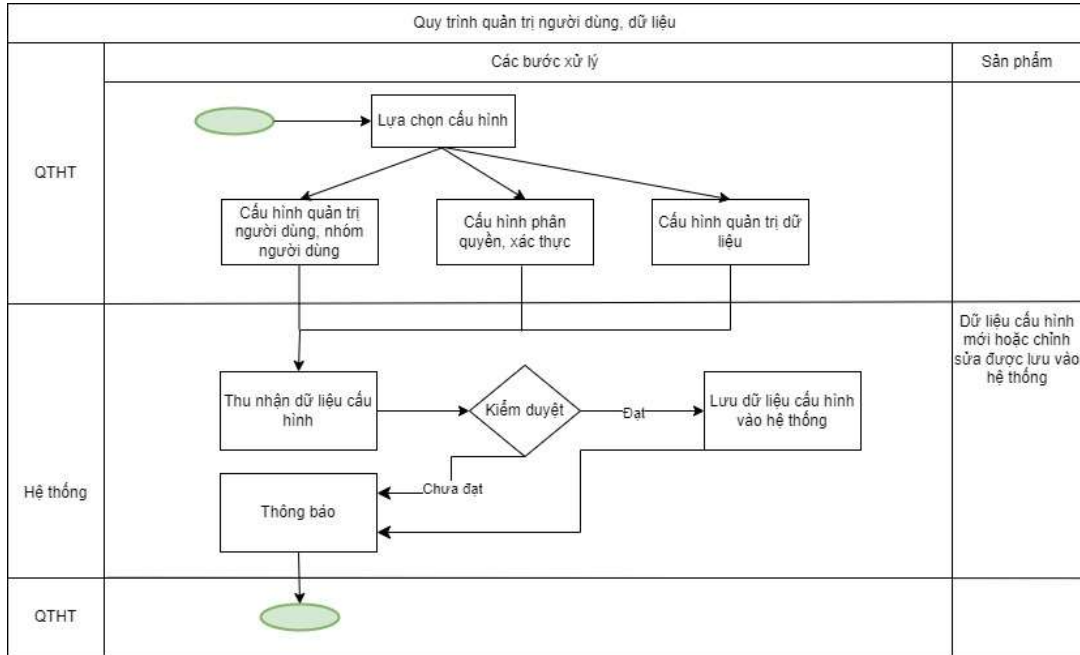 Quy trình quản trị người dùng, dữ liệu
Các bước xử lý
Sản phẩm
QTHT
Lựa chọn cấu hình
Cấu hình quản trị
người dùng, nhóm
người dùng
Cấu hình phân
quyền, xác thực
Cấu hình quản trị dữ
liệu
Hệ thống
Dữ liệu cấu hình
mới hoặc chỉnh
sửa được lưu vào
hệ thống
Thu nhận dữ liệu cấu
hình
Kiểm duyệt
Đạt
Lưu dữ liệu cấu hình
vào hệ thống
Chưa đạt
Thông báo
QTHT